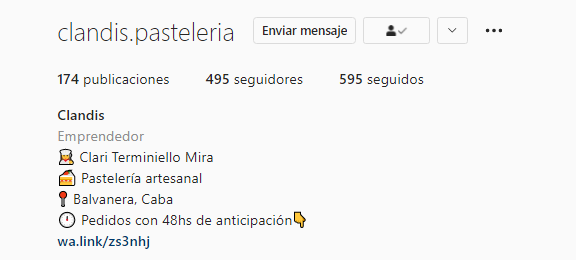 clandis.pasteleria Enviar mensaje
174 publicaciones 495 seguidores 595 seguidos
Clandis
Emprendedor
👩‍🍳 Clari Terminiello Mira
🍰 Pastelería artesanal
📍 Balvanera, Caba
⏱ Pedidos con 48hs de anticipación👇
wa.link/zs3nhj